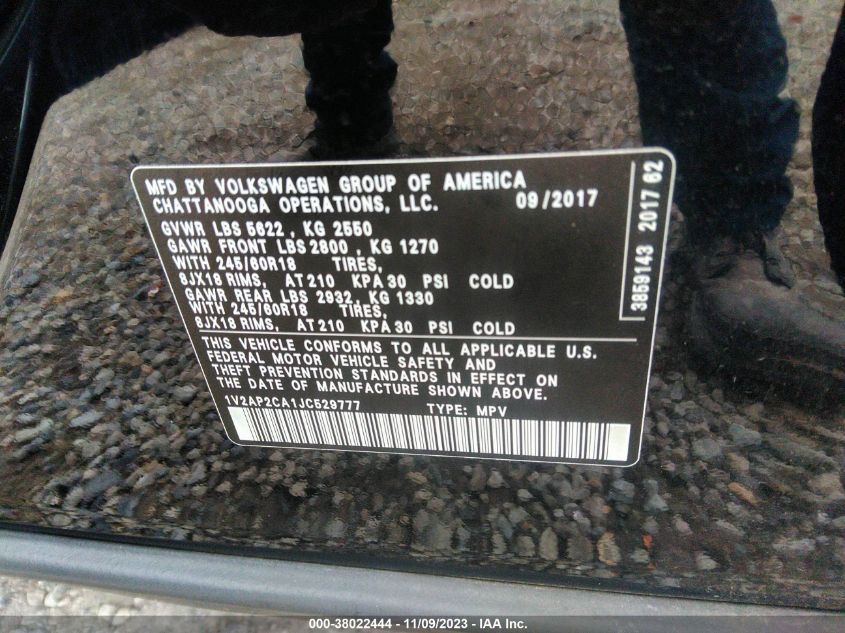 MFD BY VOLKSWAGEN GROUP OF AMERICA
CHATTANOOGA OPERATIONS, LLC. 09/2017
GVWR LBS 5622 , KG 2550
GAWR FRONT LBS 2800 , KG 1270
WITH 245/60R18 TIRES,
8JX18 RIMS, AT 210 KPA 30 PSI COLD
GAWR REAR LBS 2932 , KG 1330
WITH 245/60R18 TIRES,
8JX18 RIMS, AT 210 KPA 30 PSI COLD
THIS VEHICLE CONFORMS TO ALL APPLICABLE U.S.
FEDERAL MOTOR VEHICLE SAFETY AND
THEFT PREVENTION STANDARDS IN EFFECT ON
THE DATE OF MANUFACTURE SHOWN ABOVE.
1V2AP2CA1JC529777 TYPE: MPV
3859143 2017 62
000-38022444 - 11/09/2023 - IAA Inc.